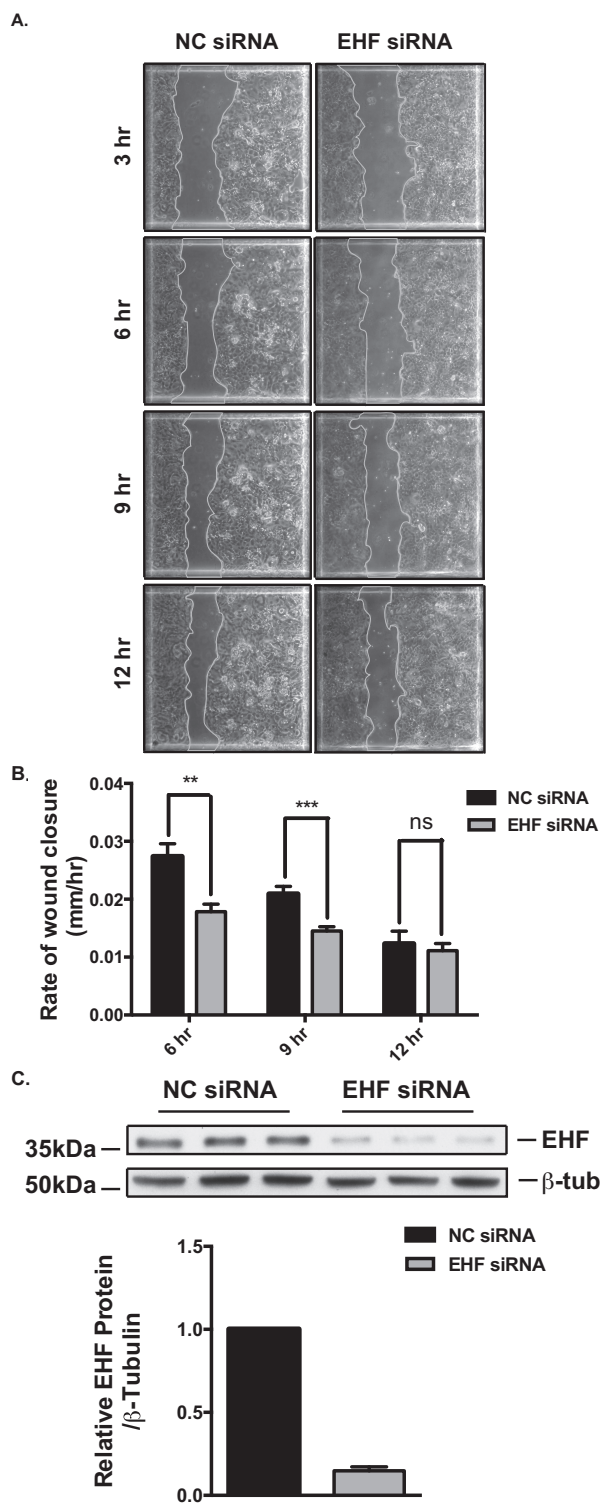 A.
NC siRNA EHF siRNA
3 hr
6 hr
9 hr
12 hr
B.
Rate of wound closure
(mm/hr)
0.04
0.03
0.02
0.01
0.00
**
***
ns
NC siRNA
EHF siRNA
6 hr 9 hr 12 hr
C.
NC siRNA EHF siRNA
35kDa EHF
50kDa β-tub
NC siRNA
EHF siRNA
Relative EHF Protein
/β-Tubulin
1.5
1.0
0.5
0.0